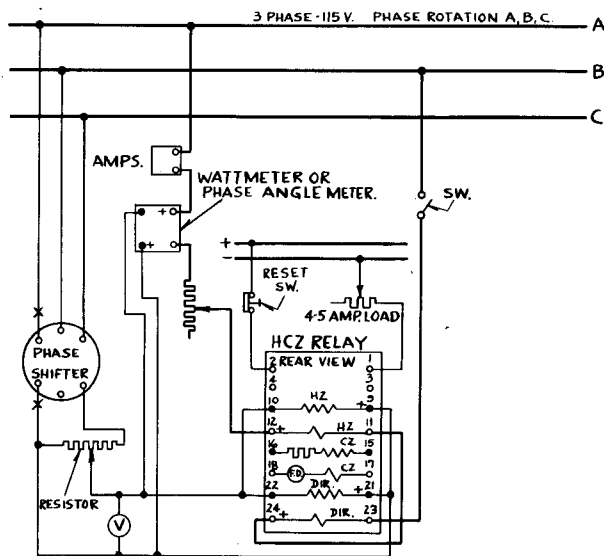 3 PHASE - 115 V. PHASE ROTATION A, B, C.
A
B
C
AMPS.
WATTMETER OR
PHASE ANGLE METER.
SW.
+
-
RESET
SW.
4-5 AMP. LOAD
HCZ RELAY
REAR VIEW
PHASE
SHIFTER
RESISTOR
V
+
+
2
1
4
3
10
HZ
+
9
12
+
HZ
11
16
CZ
15
18
F.D.
CZ
17
22
DIR.
+
21
24
+
DIR.
23